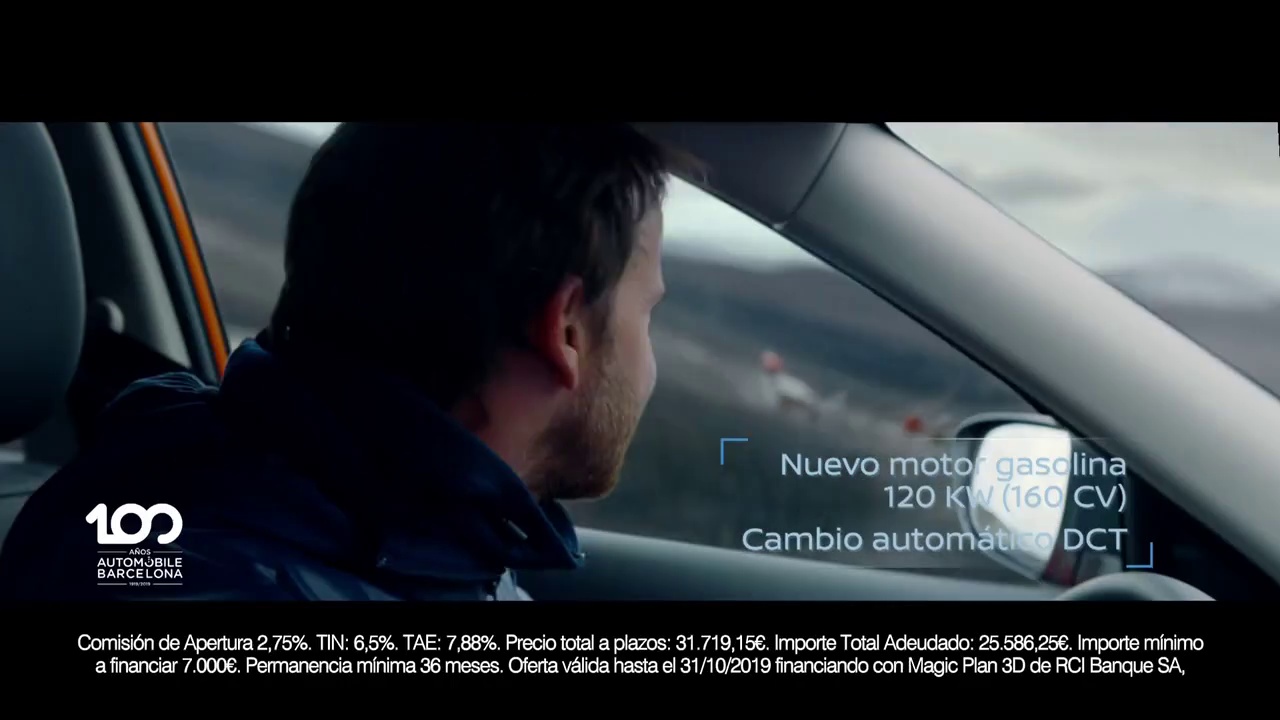 Nuevo motor gasolina
120 KW (160 CV)
Cambio automático DCT
100
AÑOS
AUTOMÓBILE
BARCELONA
1919/2019
Comisión de Apertura 2,75%. TIN: 6,5%. TAE: 7,88%. Precio total a plazos: 31.719,15€. Importe Total Adeudado: 25.586,25€. Importe mínimo
a financiar 7.000€. Permanencia mínima 36 meses. Oferta válida hasta el 31/10/2019 financiando con Magic Plan 3D de RCI Banque SA,